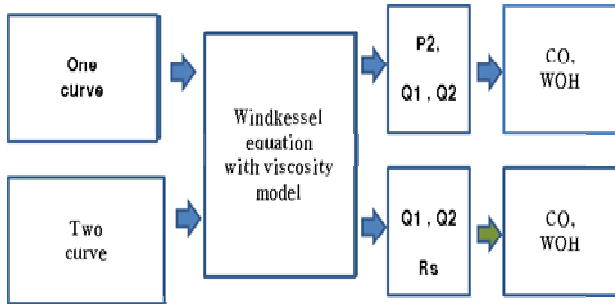 One
curve
Two
curve
Windkessel
equation
with viscosity
model
P2,
Q1 , Q2
CO,
WOH
Q1 , Q2
Rs
CO,
WOH